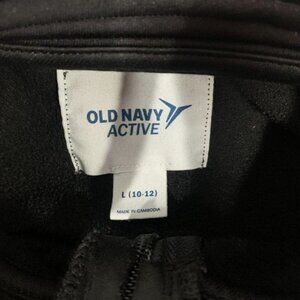 OLD NAVY
ACTIVE
L (10-12)
MADE IN CAMBODIA